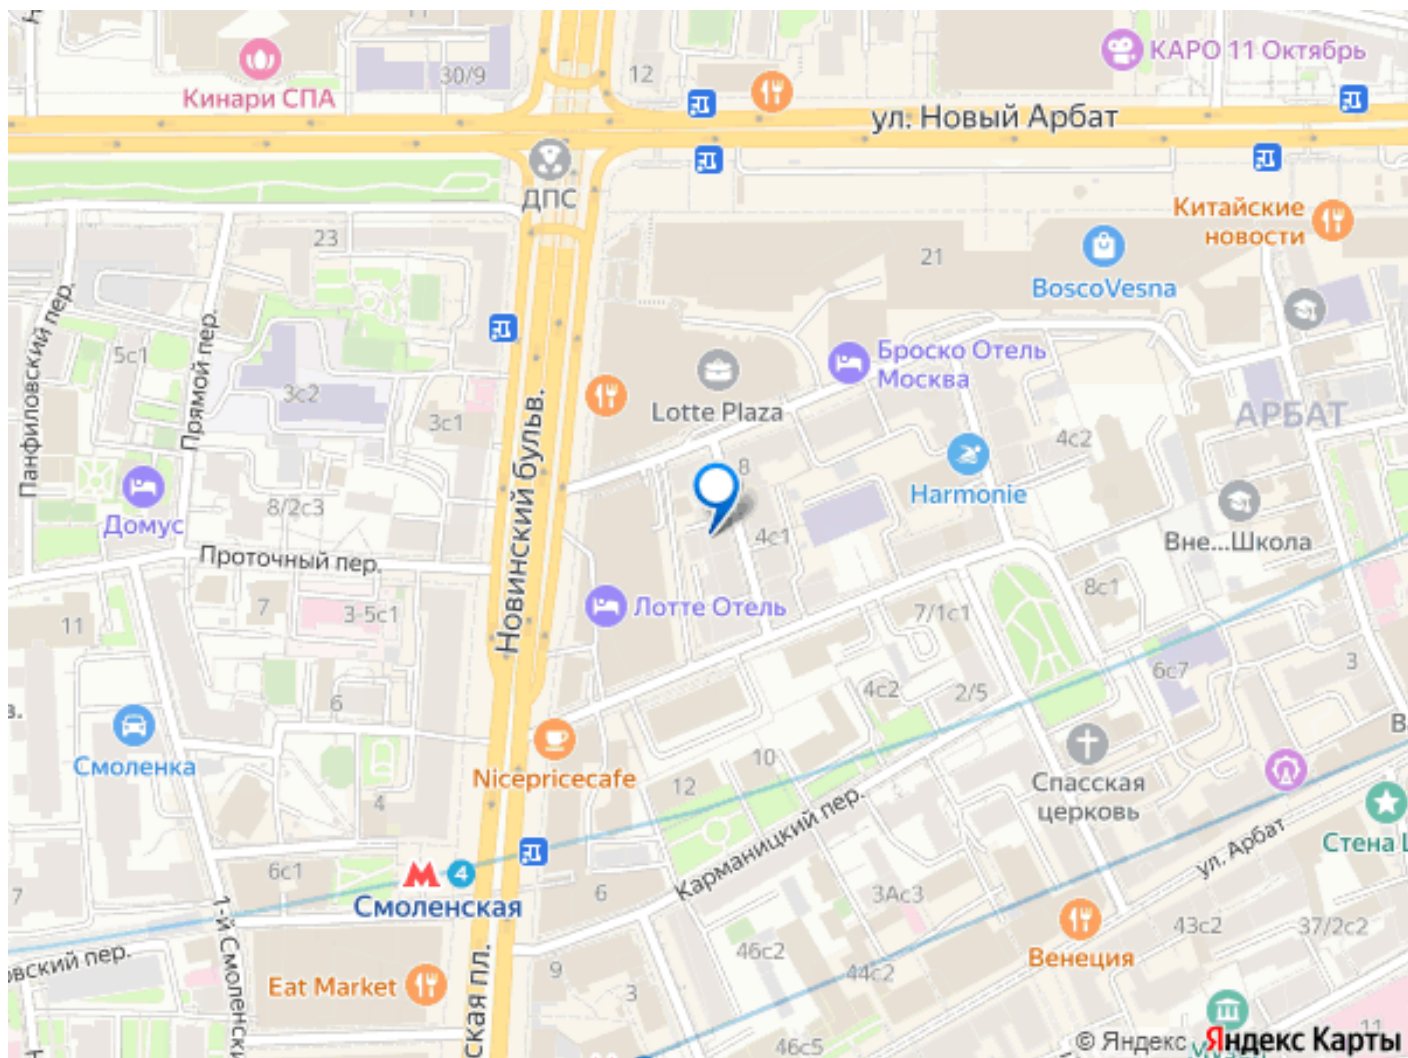 30/9
12
КАРО 11 Октябрь
Кинари СПА
ул. Новый Арбат
ДПС
Китайские
новости
23
21
BoscoVesna
Панфиловский пер.
Прямой пер.
5с1
3с2
3с1
Новинский бульв.
Lotte Plaza
Броско Отель
Москва
АРБАТ
4с2
8
Harmonie
Домус
8/2с3
Проточный пер.
4с1
Вне...Школа
7
3-5с1
11
Лотте Отель
7/1с1
8с1
6с7
3
4с2
2/5
6
Смоленка
Nicepricecafe
10
12
4
Спасская
церковь
Карманицкий пер.
ул. Арбат
Стена
6с1
4
Смоленская
7
6
3Ас3
1-й Смоленский
Венеция
43с2
37/2с2
46с2
44с2
9
3
Eat Market
46с5
11
© Яндекс Яндекс Карты